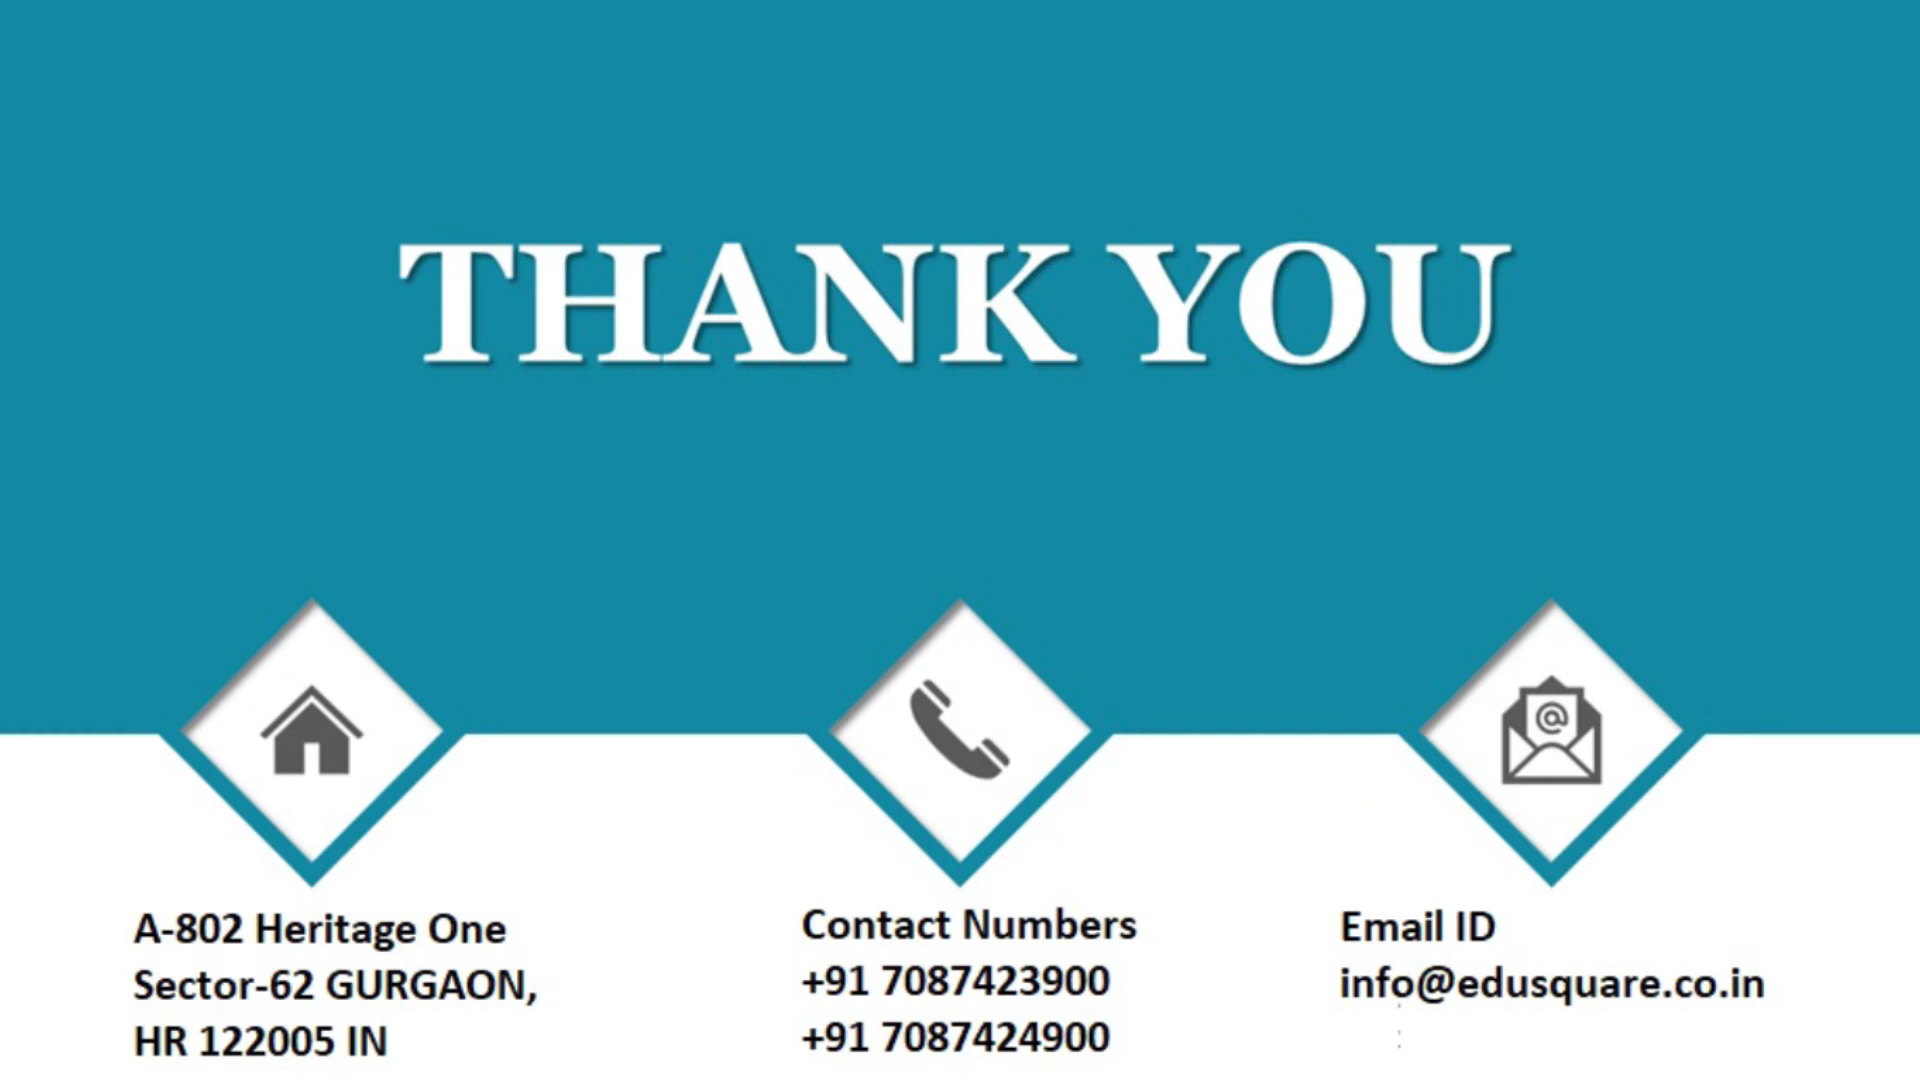 THANK YOU
A-802 Heritage One
Sector-62 GURGAON,
HR 122005 IN
Contact Numbers
+91 7087423900
+91 7087424900
Email ID
info@edusquare.co.in